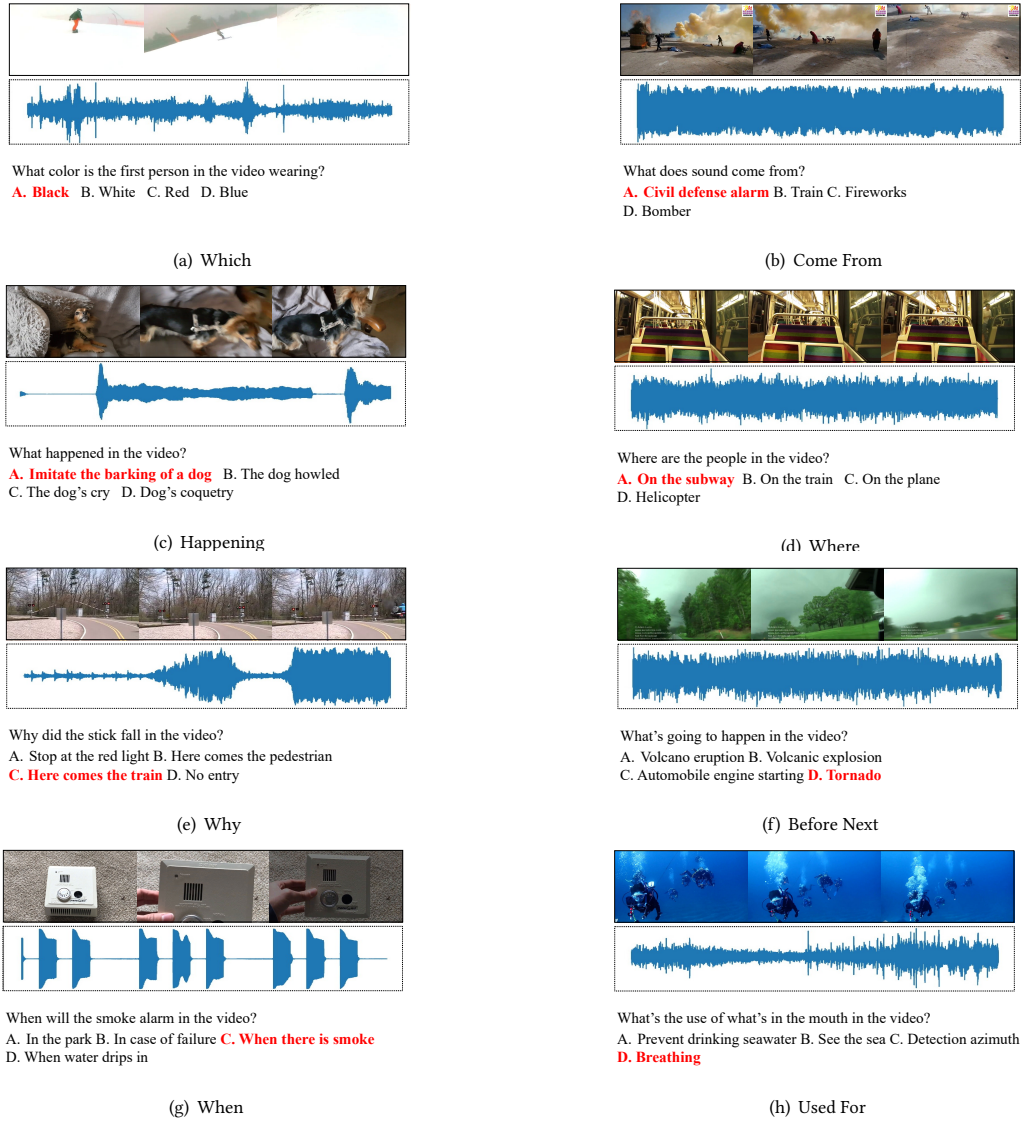 What color is the first person in the video wearing?
A. Black B. White C. Red D. Blue
(a) Which
What does sound come from?
A. Civil defense alarm B. Train C. Fireworks
D. Bomber
(b) Come From
What happened in the video?
A. Imitate the barking of a dog B. The dog howled
C. The dog's cry D. Dog's coquetry
(c) Happening
Where are the people in the video?
A. On the subway B. On the train C. On the plane
D. Helicopter
(d) Where
Why did the stick fall in the video?
A. Stop at the red light B. Here comes the pedestrian
C. Here comes the train D. No entry
(e) Why
What's going to happen in the video?
A. Volcano eruption B. Volcanic explosion
C. Automobile engine starting D. Tornado
(f) Before Next
When will the smoke alarm in the video?
A. In the park B. In case of failure C. When there is smoke
D. When water drips in
(g) When
What's the use of what's in the mouth in the video?
A. Prevent drinking seawater B. See the sea C. Detection azimuth
D. Breathing
(h) Used For